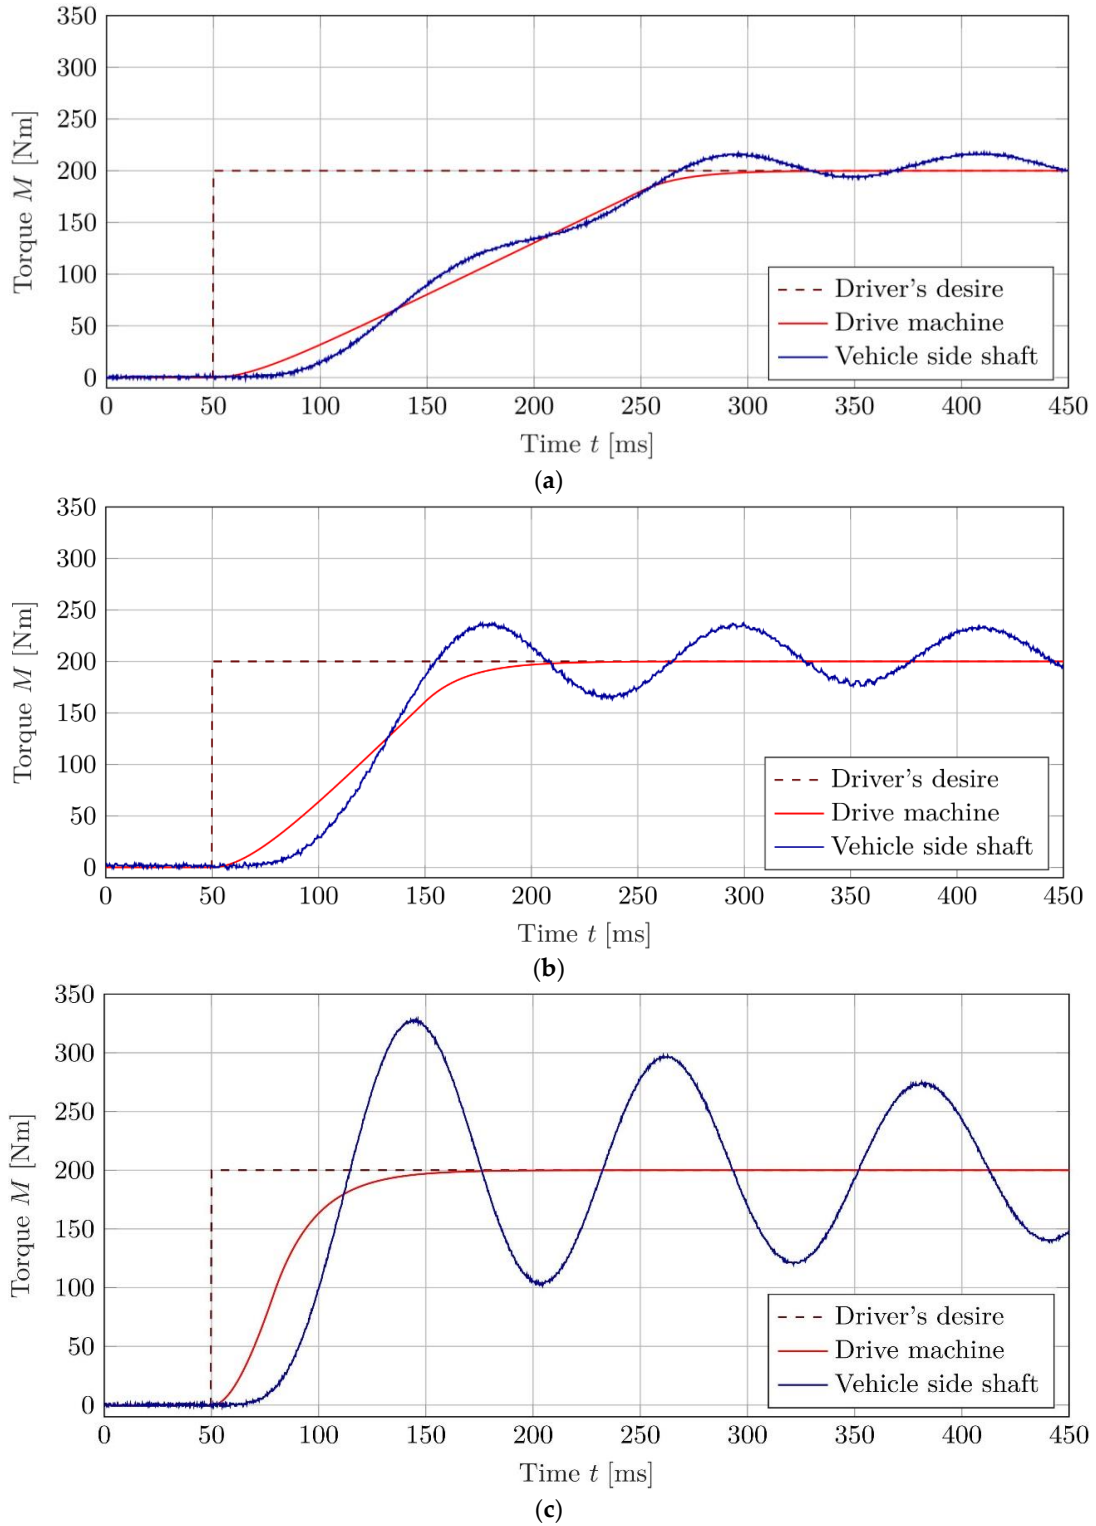 350
300
250
200
150
100
50
0
Torque M [Nm]
Driver's desire
Drive machine
Vehicle side shaft
0 50 100 150 200 250 300 350 400 450
Time t [ms]
(a)
350
300
250
200
150
100
50
0
Torque M [Nm]
Driver's desire
Drive machine
Vehicle side shaft
0 50 100 150 200 250 300 350 400 450
Time t [ms]
(b)
350
300
250
200
150
100
50
0
Torque M [Nm]
Driver's desire
Drive machine
Vehicle side shaft
0 50 100 150 200 250 300 350 400 450
Time t [ms]
(c)